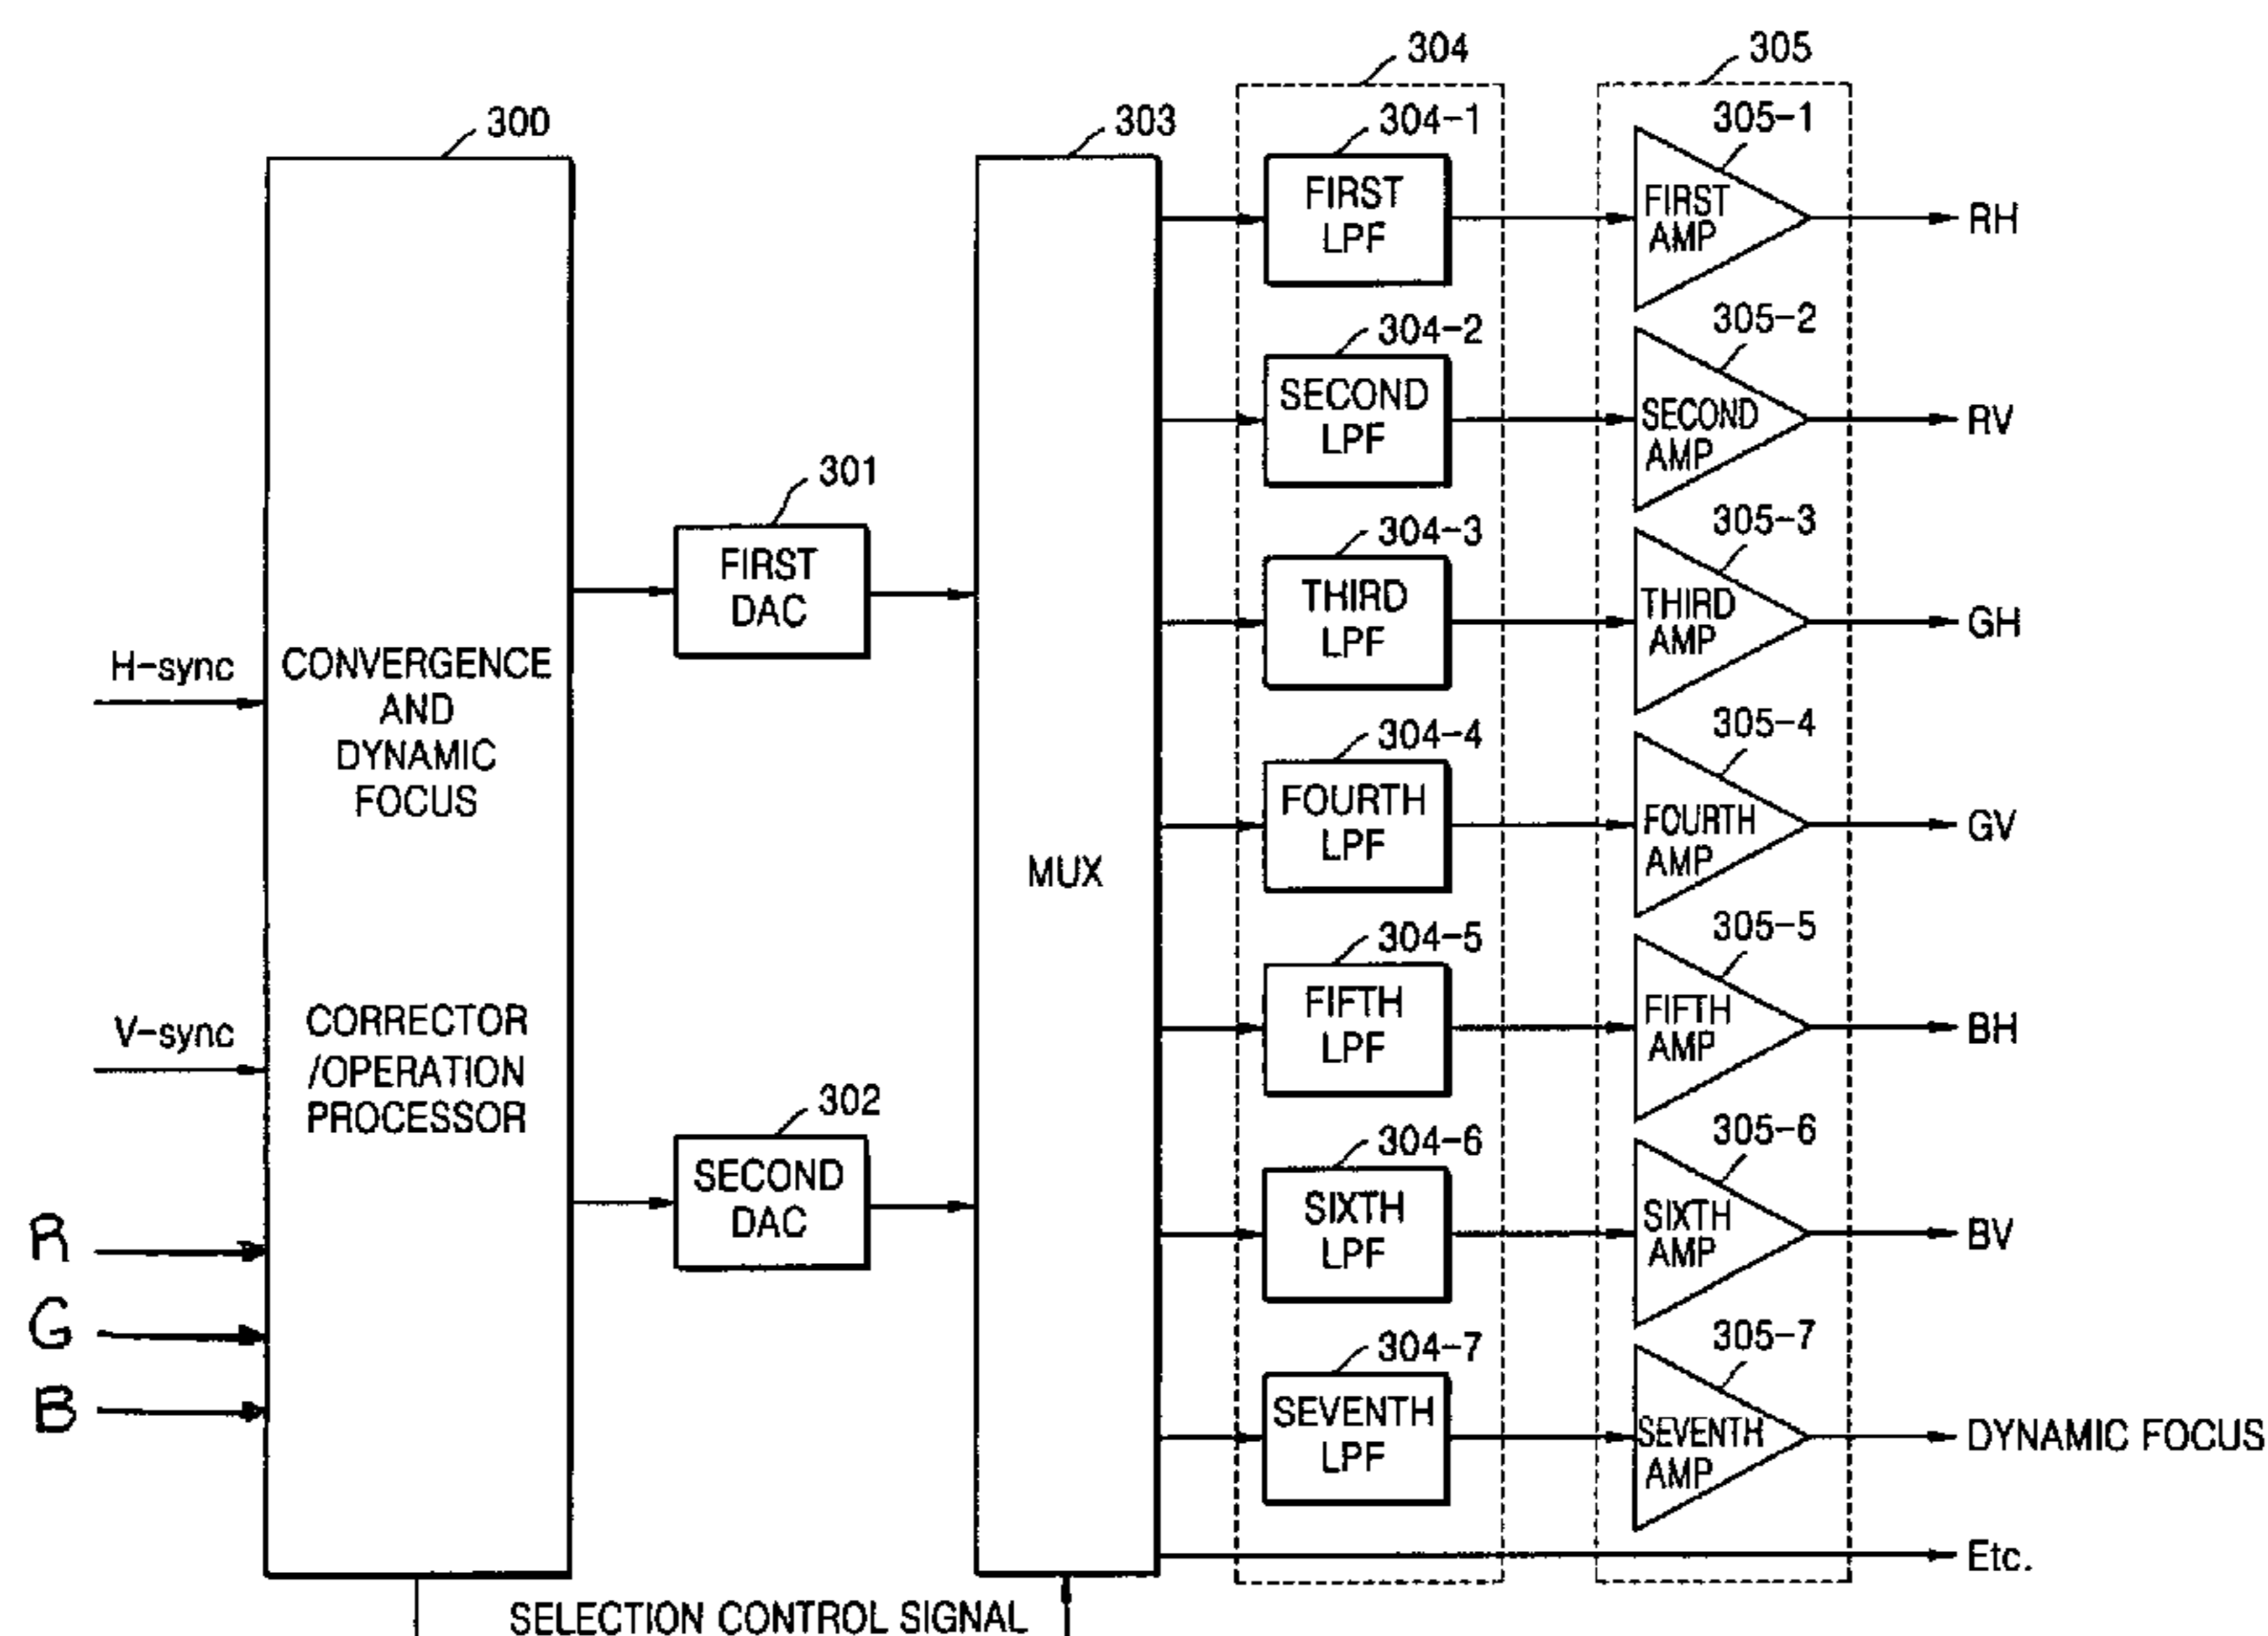 304
305
300
303
304-1
305-1
FIRST
LPF
FIRST
AMP
RH
304-2
305-2
SECOND
LPF
SECOND
AMP
RV
301
FIRST
DAC
304-3
305-3
THIRD
LPF
THIRD
AMP
GH
H-sync
CONVERGENCE
AND
DYNAMIC
FOCUS
304-4
305-4
FOURTH
LPF
FOURTH
AMP
GV
MUX
304-5
305-5
FIFTH
LPF
FIFTH
AMP
BH
V-sync
CORRECTOR
/OPERATION
PROCESSOR
302
SECOND
DAC
304-6
305-6
SIXTH
LPF
SIXTH
AMP
BV
R
G
B
304-7
305-7
SEVENTH
LPF
SEVENTH
AMP
DYNAMIC FOCUS
Etc.
SELECTION CONTROL SIGNAL